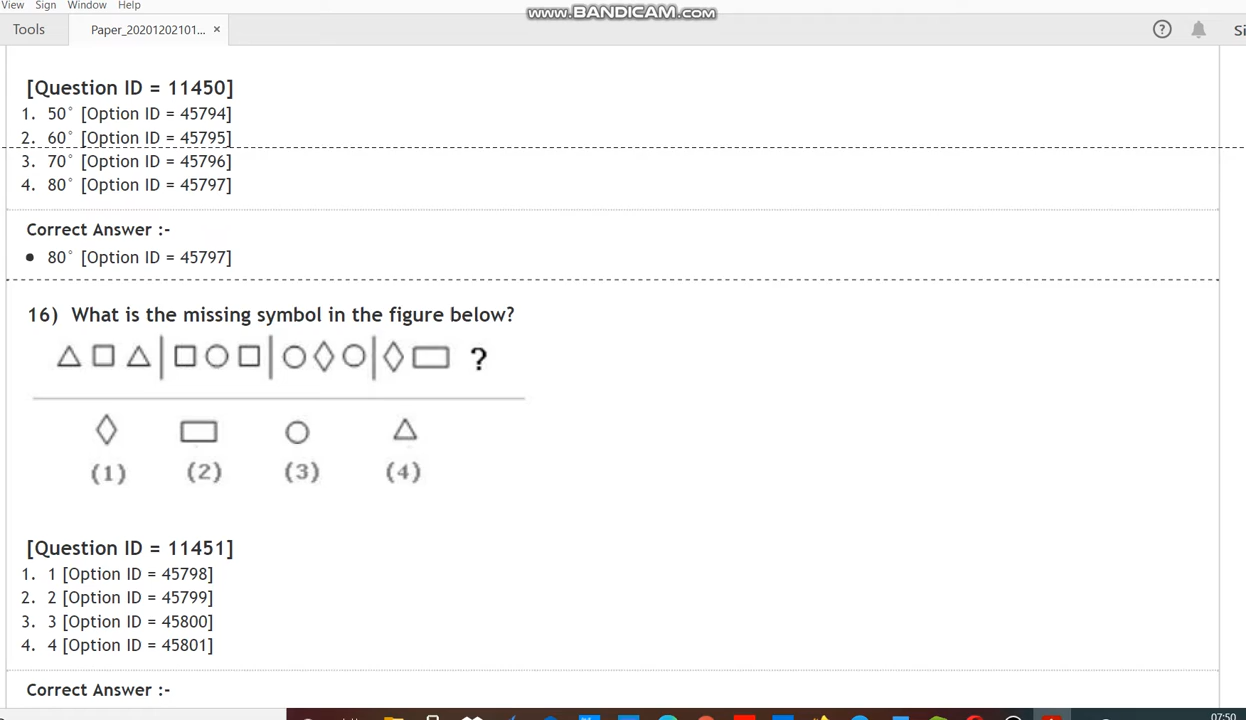 View Sign Window Help
www.BANDICAM.com
Tools Paper_20201202101... × ? Si
[Question ID = 11450]
1. 50° [Option ID = 45794]
2. 60° [Option ID = 45795]
3. 70° [Option ID = 45796]
4. 80° [Option ID = 45797]
Correct Answer :-
• 80° [Option ID = 45797]
16) What is the missing symbol in the figure below?
?
(1) (2) (3) (4)
[Question ID = 11451]
1. 1 [Option ID = 45798]
2. 2 [Option ID = 45799]
3. 3 [Option ID = 45800]
4. 4 [Option ID = 45801]
Correct Answer :-
07:50